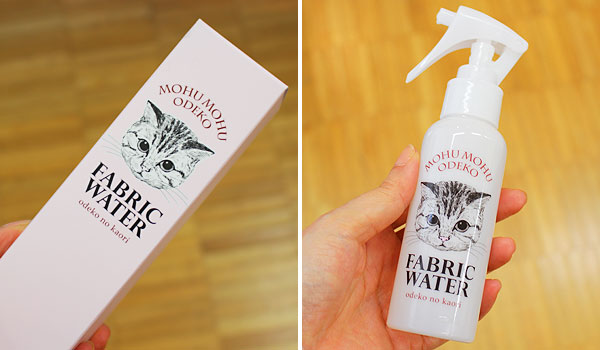 MOHU MOHU
ODEKO
FABRIC
WATER
odeko no kaori
MOHU MOHU
ODEKO
FABRIC
WATER
odeko no kaori